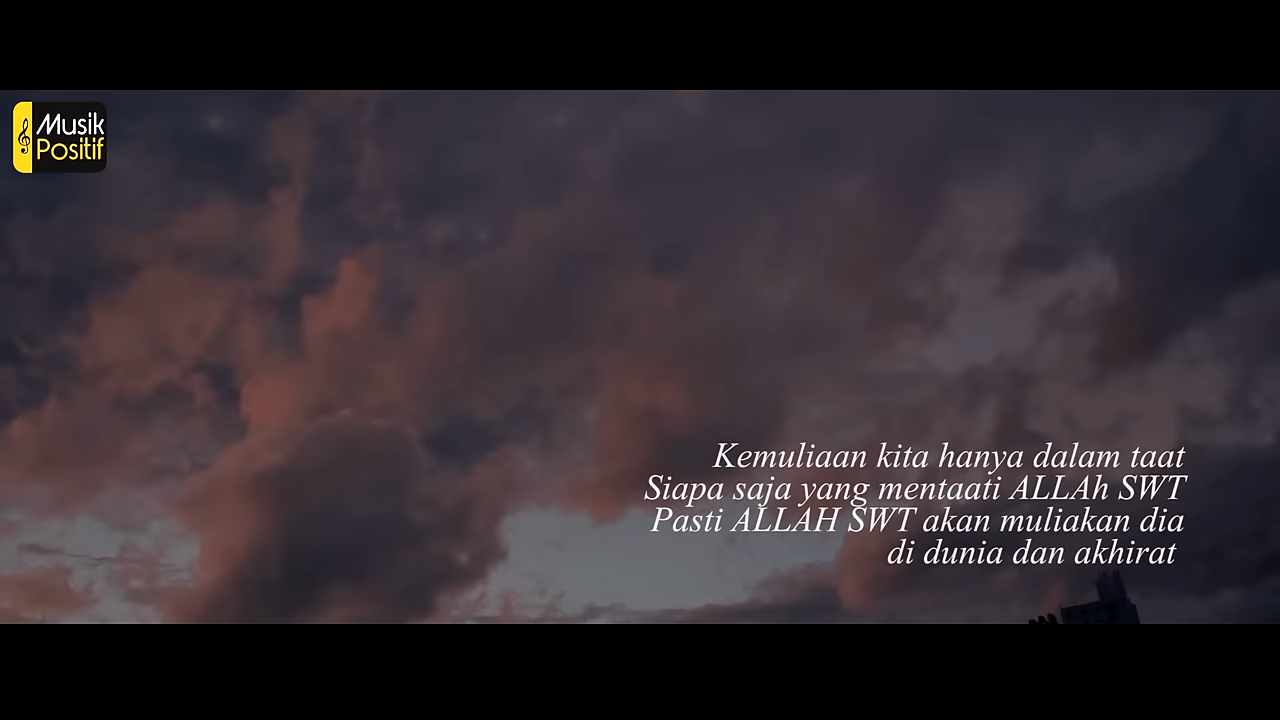 Musik
Positif
Kemuliaan kita hanya dalam taat
Siapa saja yang mentaati ALLAh SWT
Pasti ALLAH SWT akan muliakan dia
di dunia dan akhirat